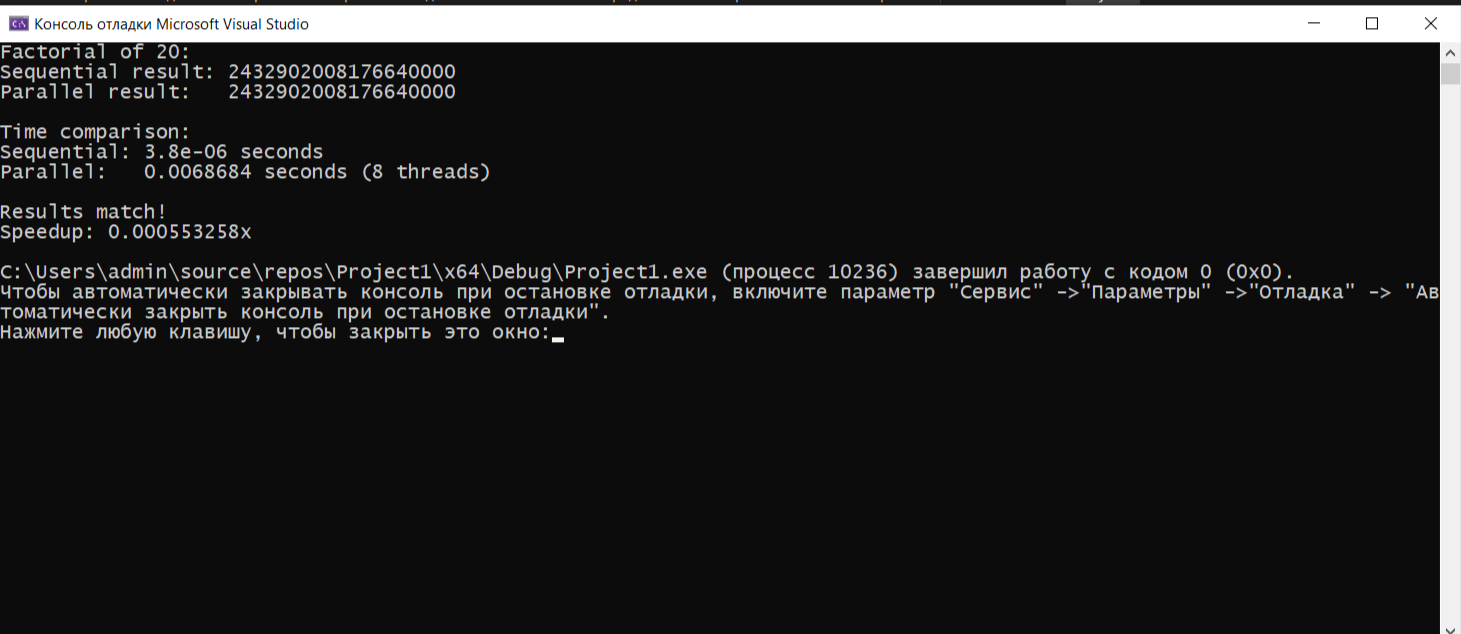 Консоль отладки Microsoft Visual Studio
Factorial of 20:
Sequential result: 2432902008176640000
Parallel result:   2432902008176640000
Time comparison:
Sequential: 3.8e-06 seconds
Parallel:   0.0068684 seconds (8 threads)
Results match!
Speedup: 0.000553258x
C:\Users\admin\source\repos\Project1\x64\Debug\Project1.exe (процесс 10236) завершил работу с кодом 0 (0x0).
Чтобы автоматически закрывать консоль при остановке отладки, включите параметр "Сервис" ->"Параметры" ->"Отладка" -> "Ав
томатически закрыть консоль при остановке отладки".
Нажмите любую клавишу, чтобы закрыть это окно: